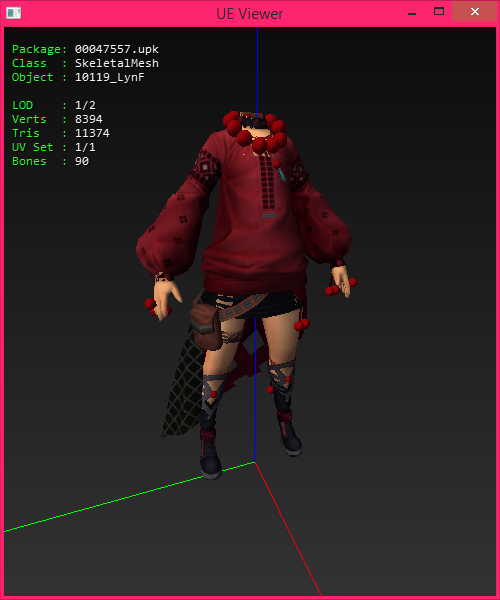 UE Viewer
Package: 00047557.upk
Class : SkeletalMesh
Object : 10119_LynF
LOD : 1/2
Verts : 8394
Tris : 11374
UV Set : 1/1
Bones : 90